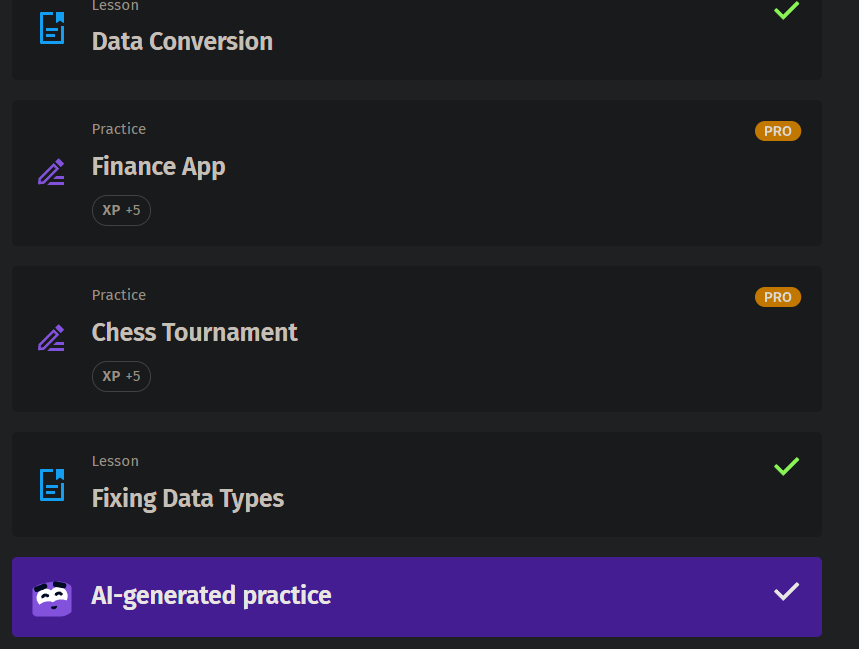 Lesson
Data Conversion
Practice
PRO
Finance App
XP +5
Practice
PRO
Chess Tournament
XP +5
Lesson
Fixing Data Types
AI-generated practice